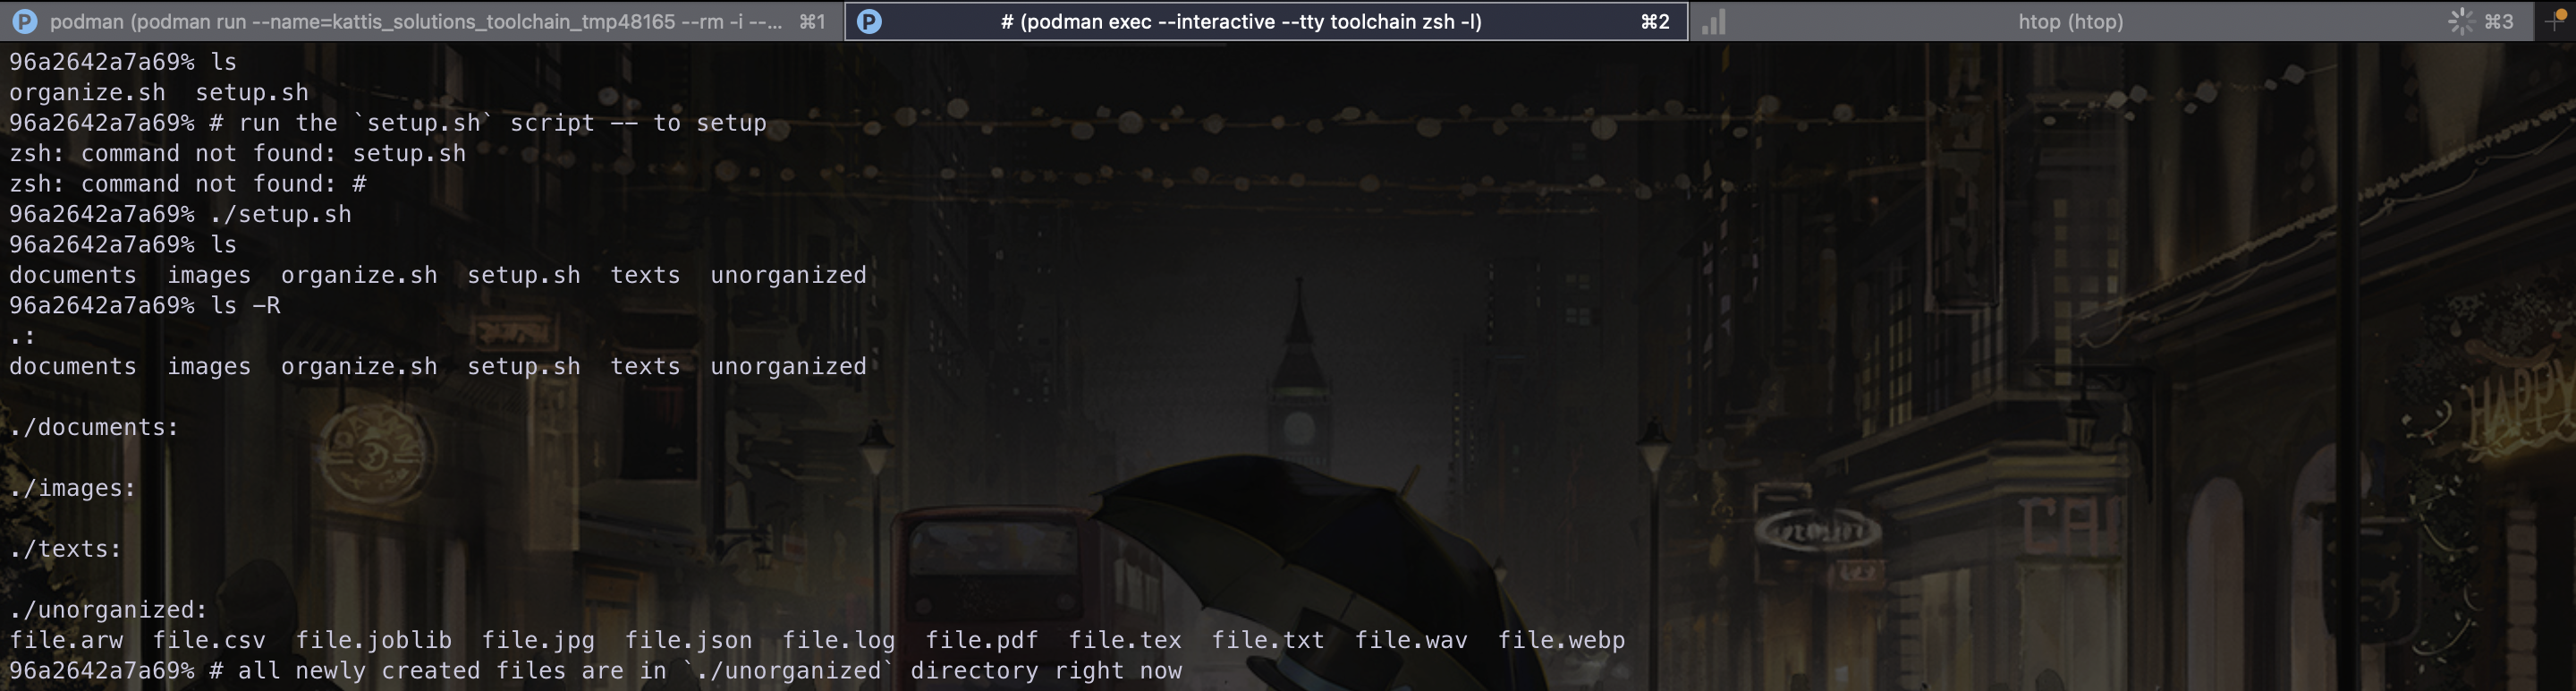 podman (podman run --name=kattis_solutions_toolchain_tmp48165 --rm -i --... ⌘1
# (podman exec --interactive --tty toolchain zsh -l) ⌘2
htop (htop) ⌘3
96a2642a7a69% ls
organize.sh  setup.sh
96a2642a7a69% # run the `setup.sh` script -- to setup
zsh: command not found: setup.sh
zsh: command not found: #
96a2642a7a69% ./setup.sh
96a2642a7a69% ls
documents  images  organize.sh  setup.sh  texts  unorganized
96a2642a7a69% ls -R
.:
documents  images  organize.sh  setup.sh  texts  unorganized
./documents:
./images:
./texts:
./unorganized:
file.arw  file.csv  file.joblib  file.jpg  file.json  file.log  file.pdf  file.tex  file.txt  file.wav  file.webp
96a2642a7a69% # all newly created files are in `./unorganized` directory right now
HAPPY